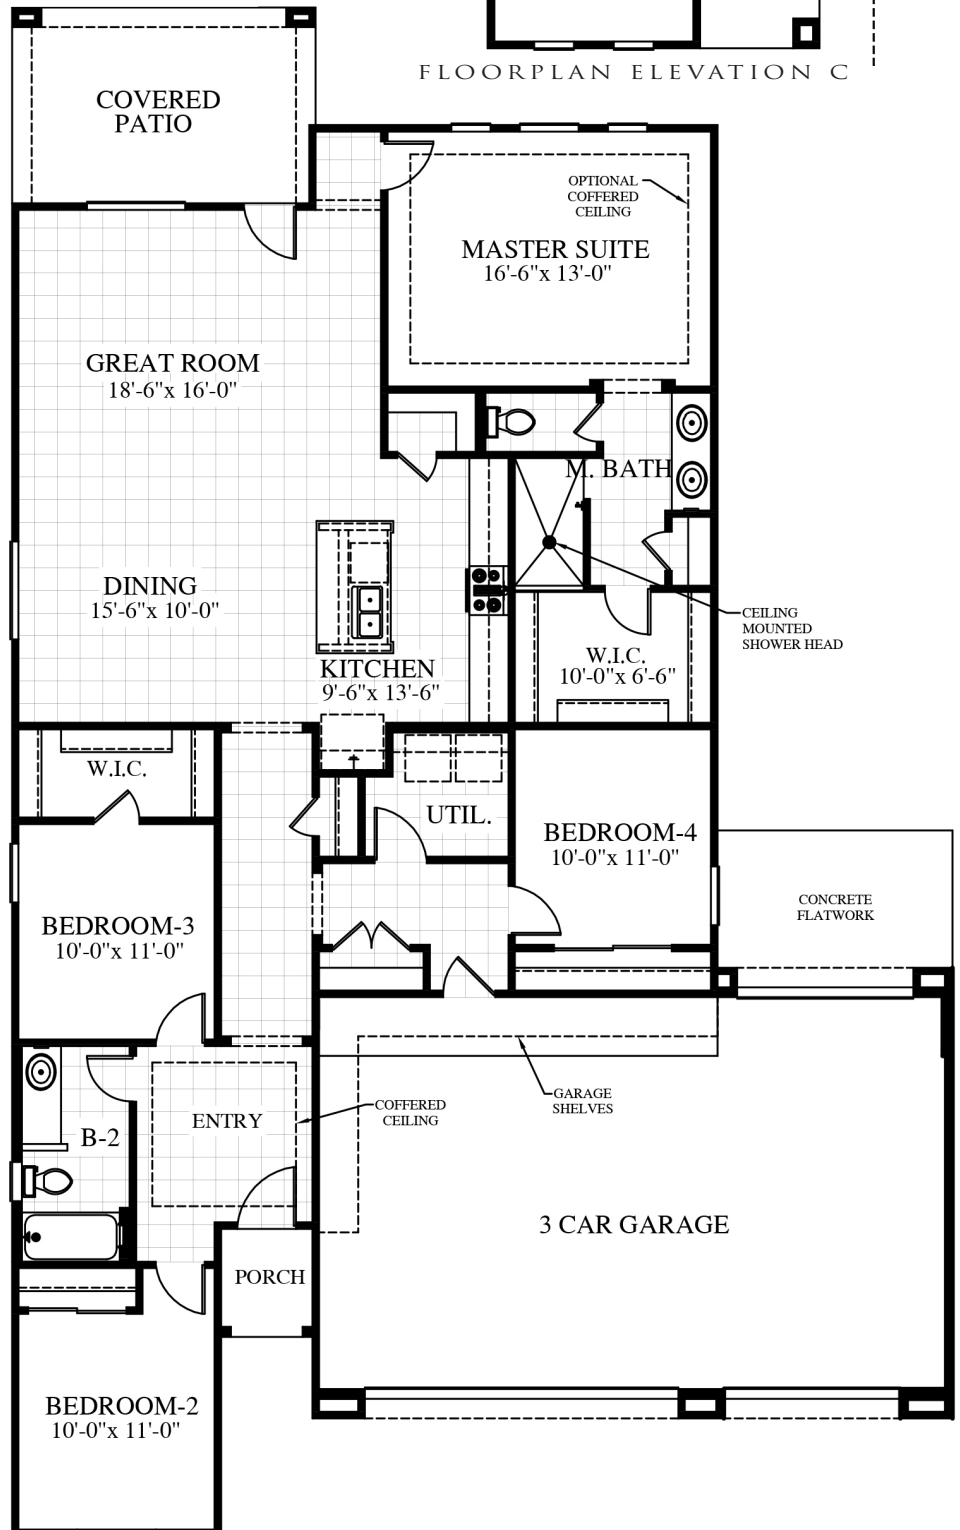 FLOORPLAN ELEVATION C
COVERED
PATIO
OPTIONAL
COFFERED
CEILING
MASTER SUITE
16'-6"x 13'-0"
GREAT ROOM
18'-6"x 16'-0"
M. BATH
DINING
15'-6"x 10'-0"
CEILING
MOUNTED
SHOWER HEAD
KITCHEN
9'-6"x 13'-6"
W.I.C.
10'-0"x 6'-6"
W.I.C.
UTIL.
BEDROOM-4
10'-0"x 11'-0"
CONCRETE
FLATWORK
BEDROOM-3
10'-0"x 11'-0"
GARAGE
SHELVES
COFFERED
CEILING
ENTRY
B-2
3 CAR GARAGE
PORCH
BEDROOM-2
10'-0"x 11'-0"